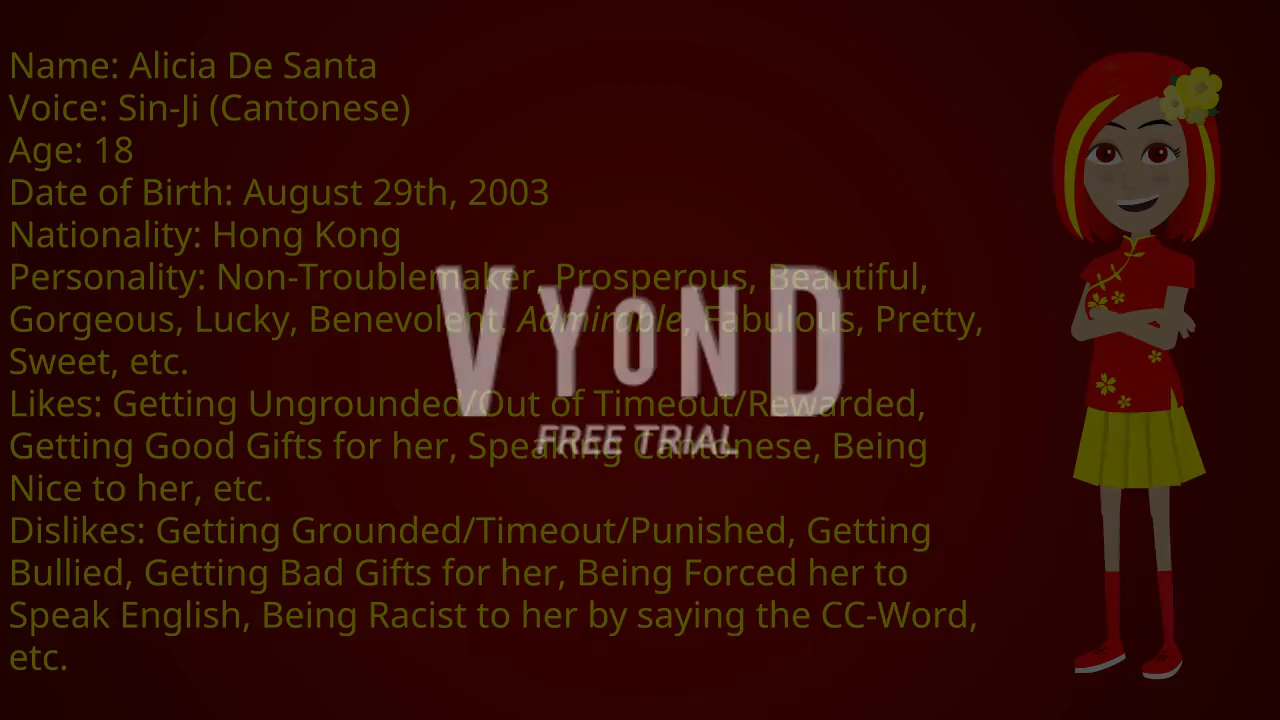 Name: Alicia De Santa
Voice: Sin-Ji (Cantonese)
Age: 18
Date of Birth: August 29th, 2003
Nationality: Hong Kong
Personality: Non-Troublemaker, Prosperous, Beautiful,
Gorgeous, Lucky, Benevolent, Admirable, Fabulous, Pretty,
Sweet, etc.
Likes: Getting Ungrounded/Out of Timeout/Rewarded,
Getting Good Gifts for her, Speaking Cantonese, Being
Nice to her, etc.
Dislikes: Getting Grounded/Timeout/Punished, Getting
Bullied, Getting Bad Gifts for her, Being Forced her to
Speak English, Being Racist to her by saying the CC-Word,
etc.
VYOND
FREE TRIAL